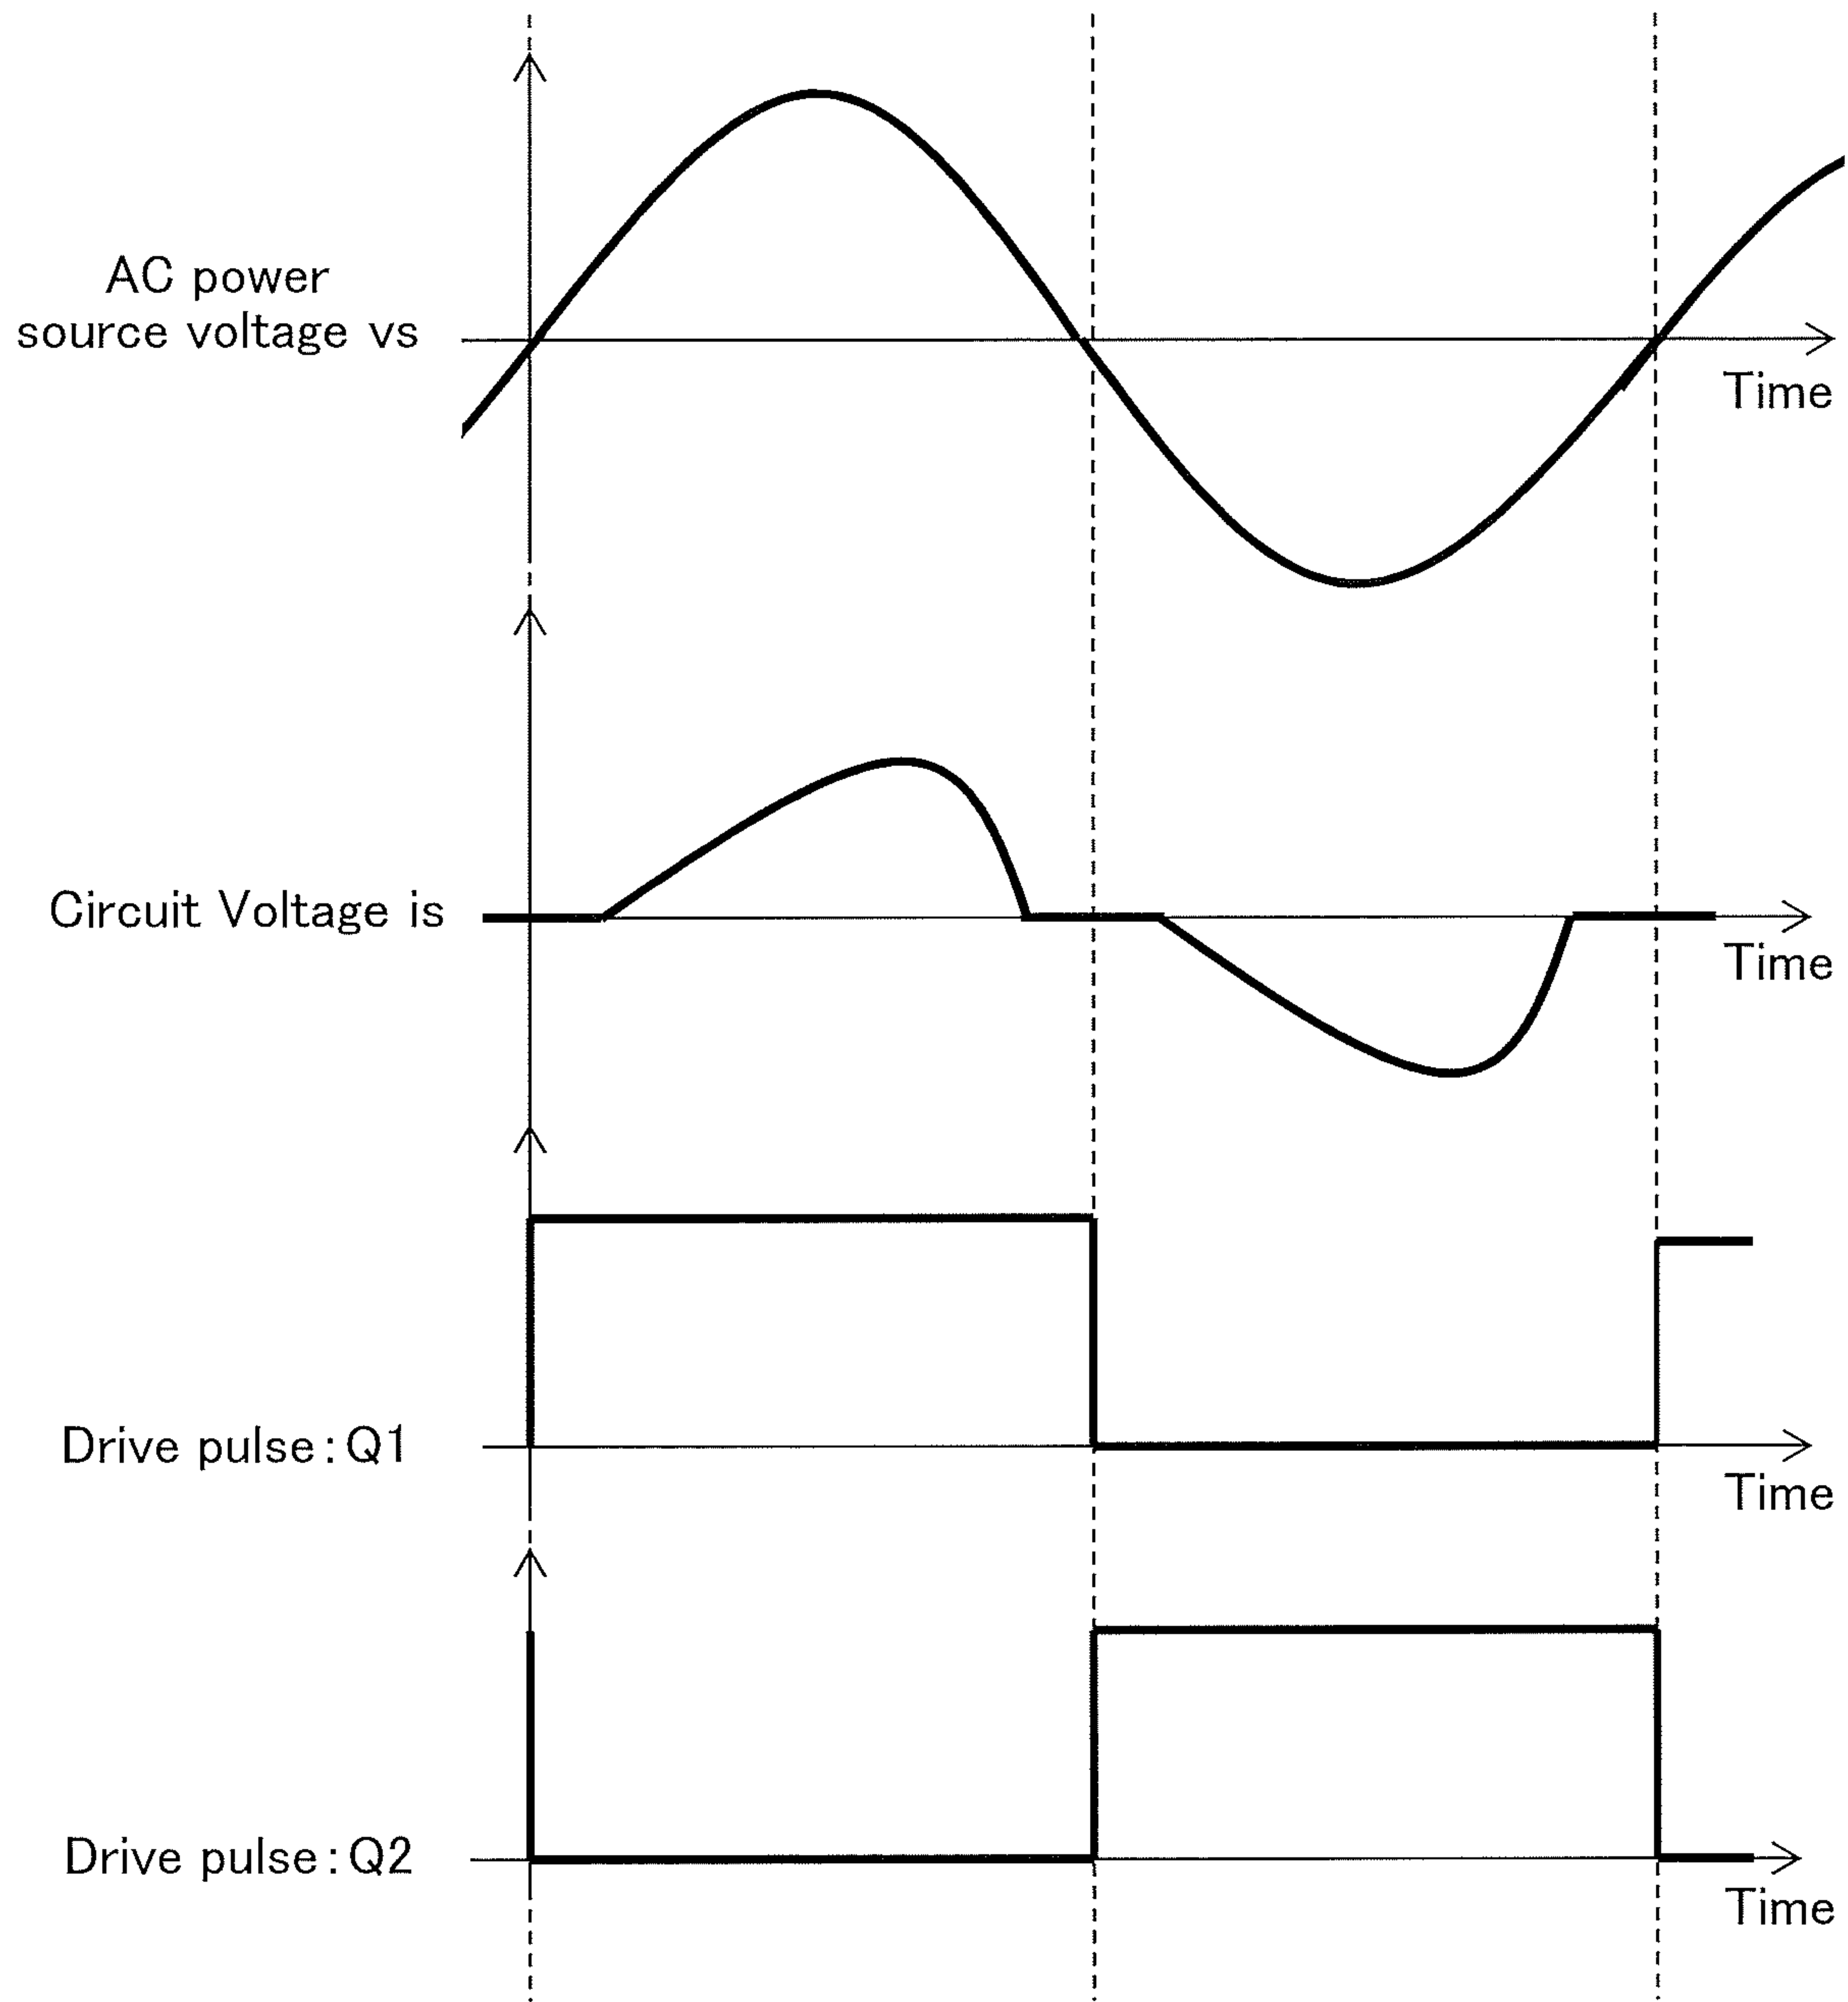 AC power
source voltage vs
Time
Circuit Voltage is
Time
Drive pulse:Q1
Time
Drive pulse:Q2
Time